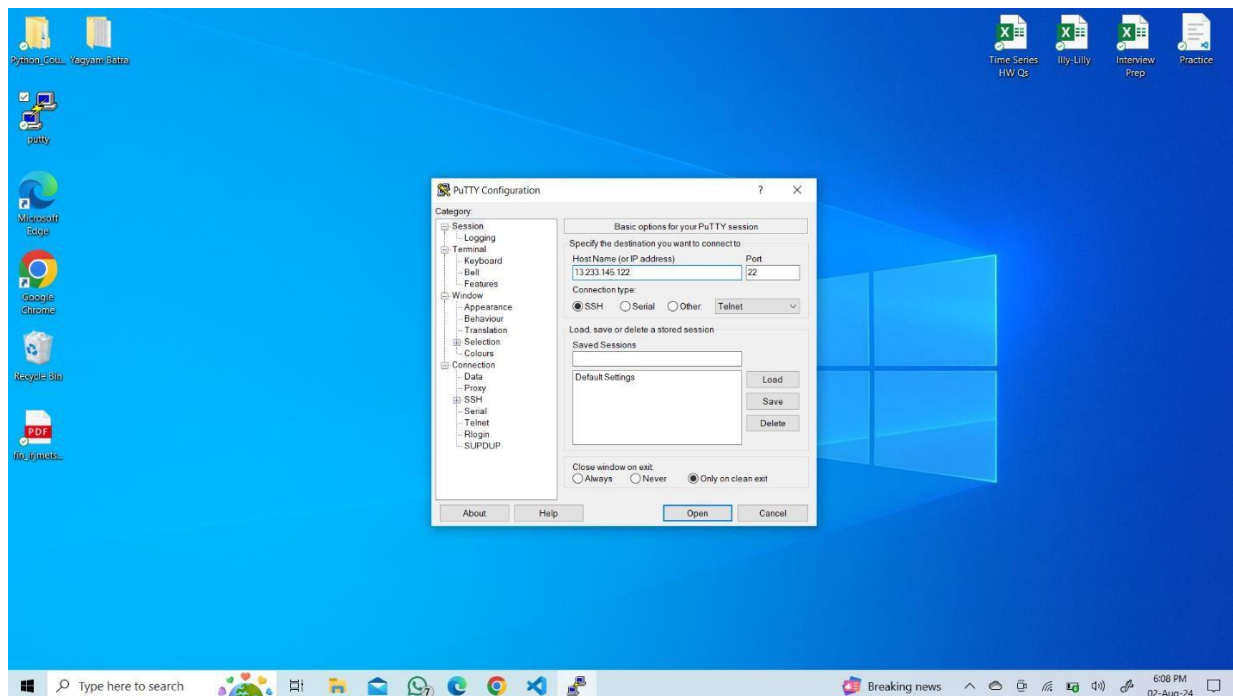 Python_Cou... Yagyam Batra
putty
Microsoft
Edge
Google
Chrome
Recycle Bin
PDF
Time Series
HW Qs
Illy-Lilly
Interview
Prep
Practice
PuTTY Configuration
?
Category:
Session
Logging
Terminal
Keyboard
Bell
Features
Window
Appearance
Behaviour
Translation
Selection
Colours
Connection
Data
Proxy
SSH
Serial
Telnet
Rlogin
SUPDUP
Basic options for your PuTTY session
Specify the destination you want to connect to
Host Name (or IP address) Port
13.233.145.122 22
Connection type:
SSH Serial Other: Telnet
Load, save or delete a stored session
Saved Sessions
Default Settings
Load
Save
Delete
Close window on exit:
Always Never Only on clean exit
About Help Open Cancel
Type here to search
Breaking news
6:08 PM
02-Aug-24